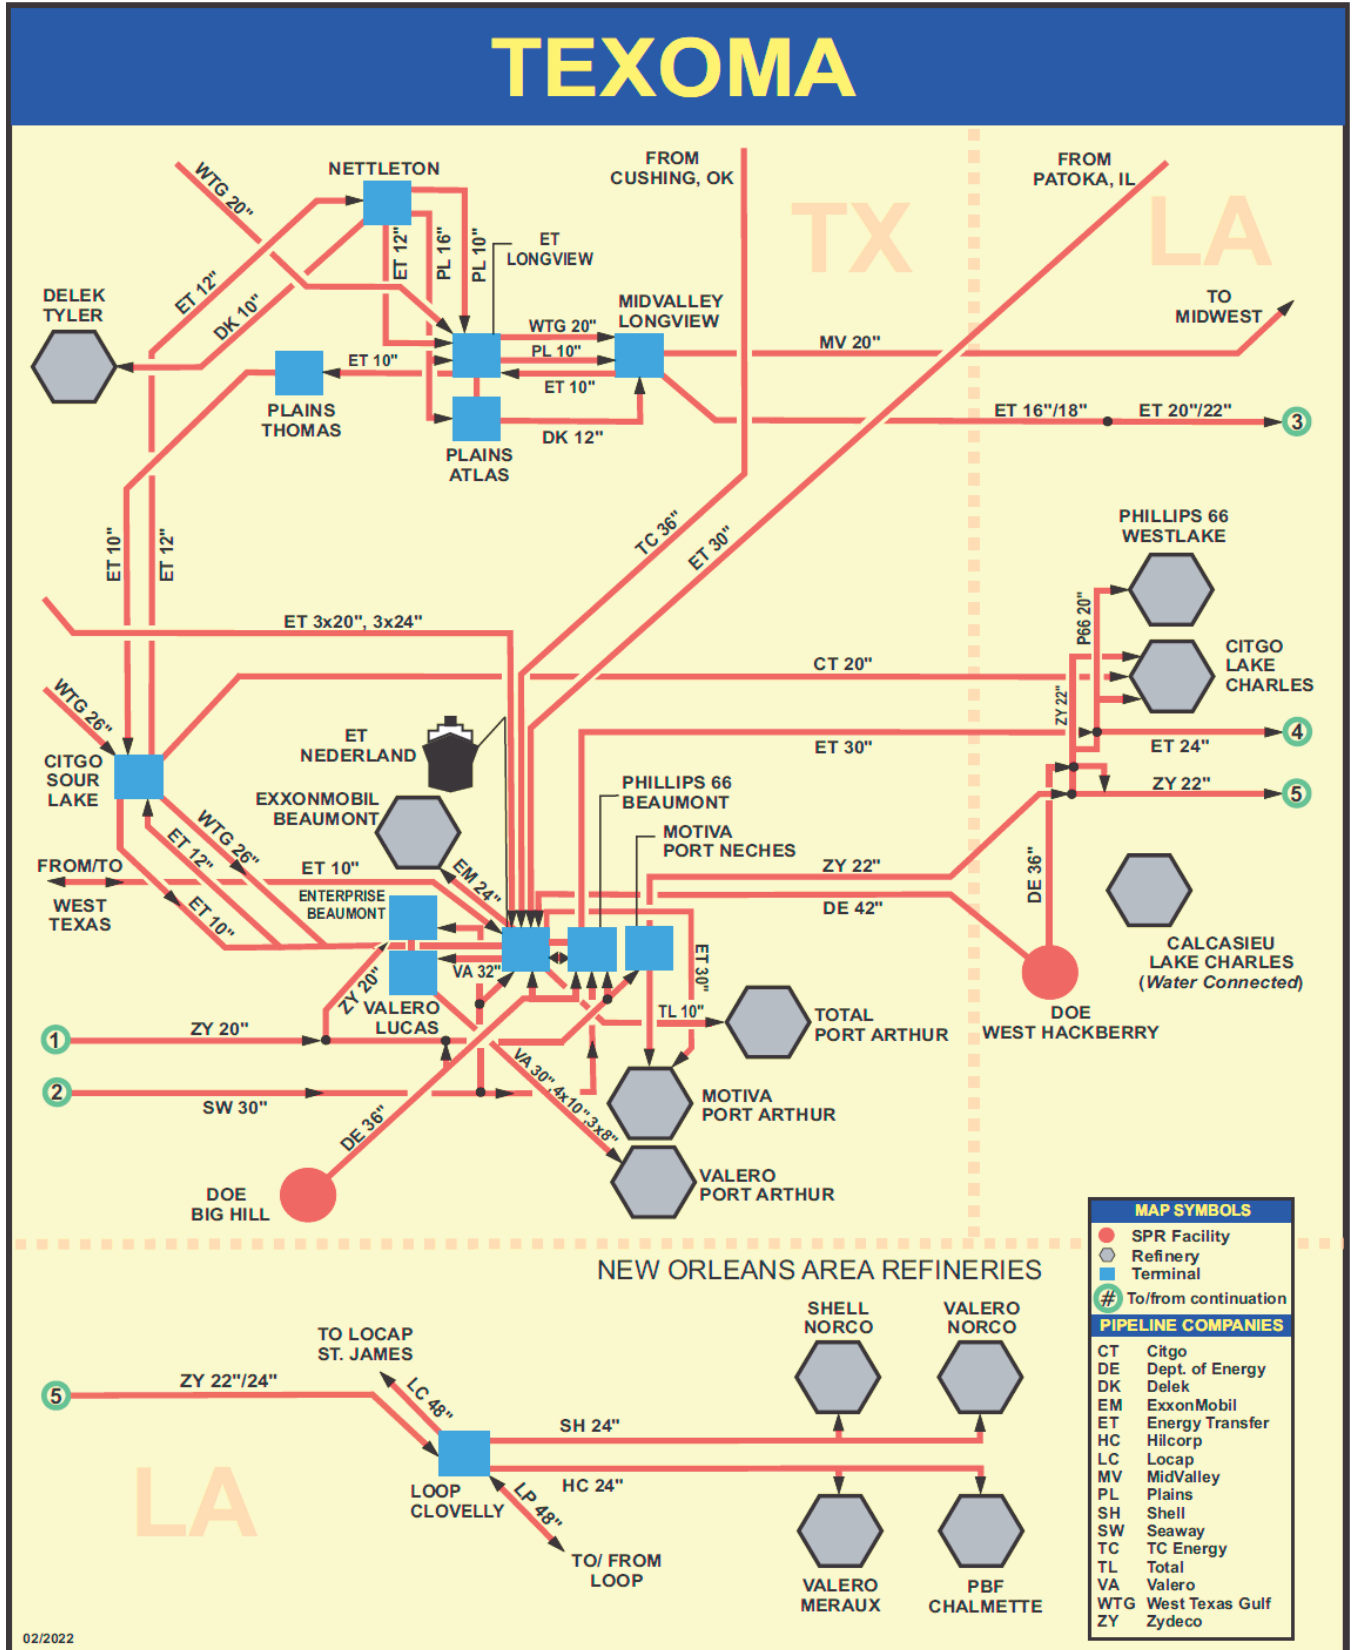 TEXOMA
TX
LA
NETTLETON
FROM
CUSHING, OK
FROM
PATOKA, IL
WTG 20"
ET 12"
DK 10"
ET 12"
PL 16"
PL 10"
ET
LONGVIEW
DELEK
TYLER
MIDVALLEY
LONGVIEW
TO
MIDWEST
WTG 20"
PL 10"
ET 10"
ET 10"
MV 20"
PLAINS
THOMAS
DK 12"
PLAINS
ATLAS
ET 16"/18"
ET 20"/22"
3
ET 10"
ET 12"
TC 36"
ET 30"
PHILLIPS 66
WESTLAKE
P66 20"
ET 3x20", 3x24"
CT 20"
CITGO
LAKE
CHARLES
ZY 22"
WTG 26"
CITGO
SOUR
LAKE
ET
NEDERLAND
ET 30"
ET 24"
4
EXXONMOBIL
BEAUMONT
PHILLIPS 66
BEAUMONT
ZY 22"
5
MOTIVA
PORT NECHES
WTG 26"
ET 12"
FROM/TO
WEST
TEXAS
ET 10"
EM 24"
ET 10"
ZY 22"
DE 42"
DE 36"
ENTERPRISE
BEAUMONT
CALCASIEU
LAKE CHARLES
(Water Connected)
VA 32"
ET 30"
ZY 20"
VALERO
LUCAS
TL 10"
TOTAL
PORT ARTHUR
DOE
WEST HACKBERRY
1
ZY 20"
2
SW 30"
VA 30",4x10",3x8"
MOTIVA
PORT ARTHUR
DE 36"
VALERO
PORT ARTHUR
DOE
BIG HILL
NEW ORLEANS AREA REFINERIES
SHELL
NORCO
VALERO
NORCO
TO LOCAP
ST. JAMES
5
ZY 22"/24"
LC 48"
SH 24"
HC 24"
LOOP
CLOVELLY
LP 48"
TO/ FROM
LOOP
VALERO
MERAUX
PBF
CHALMETTE
LA
MAP SYMBOLS
SPR Facility
Refinery
Terminal
# To/from continuation
PIPELINE COMPANIES
CT Citgo
DE Dept. of Energy
DK Delek
EM ExxonMobil
ET Energy Transfer
HC Hilcorp
LC Locap
MV MidValley
PL Plains
SH Shell
SW Seaway
TC TC Energy
TL Total
VA Valero
WTG West Texas Gulf
ZY Zydeco
02/2022